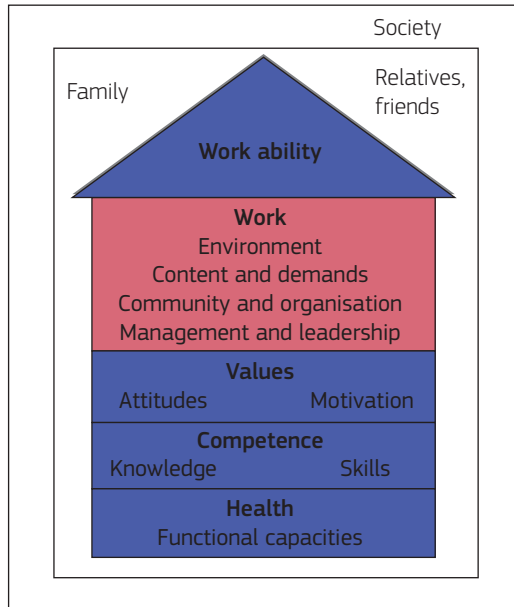 Society
Family
Relatives,
friends
Work ability
Work
Environment
Content and demands
Community and organisation
Management and leadership
Values
Attitudes Motivation
Competence
Knowledge Skills
Health
Functional capacities